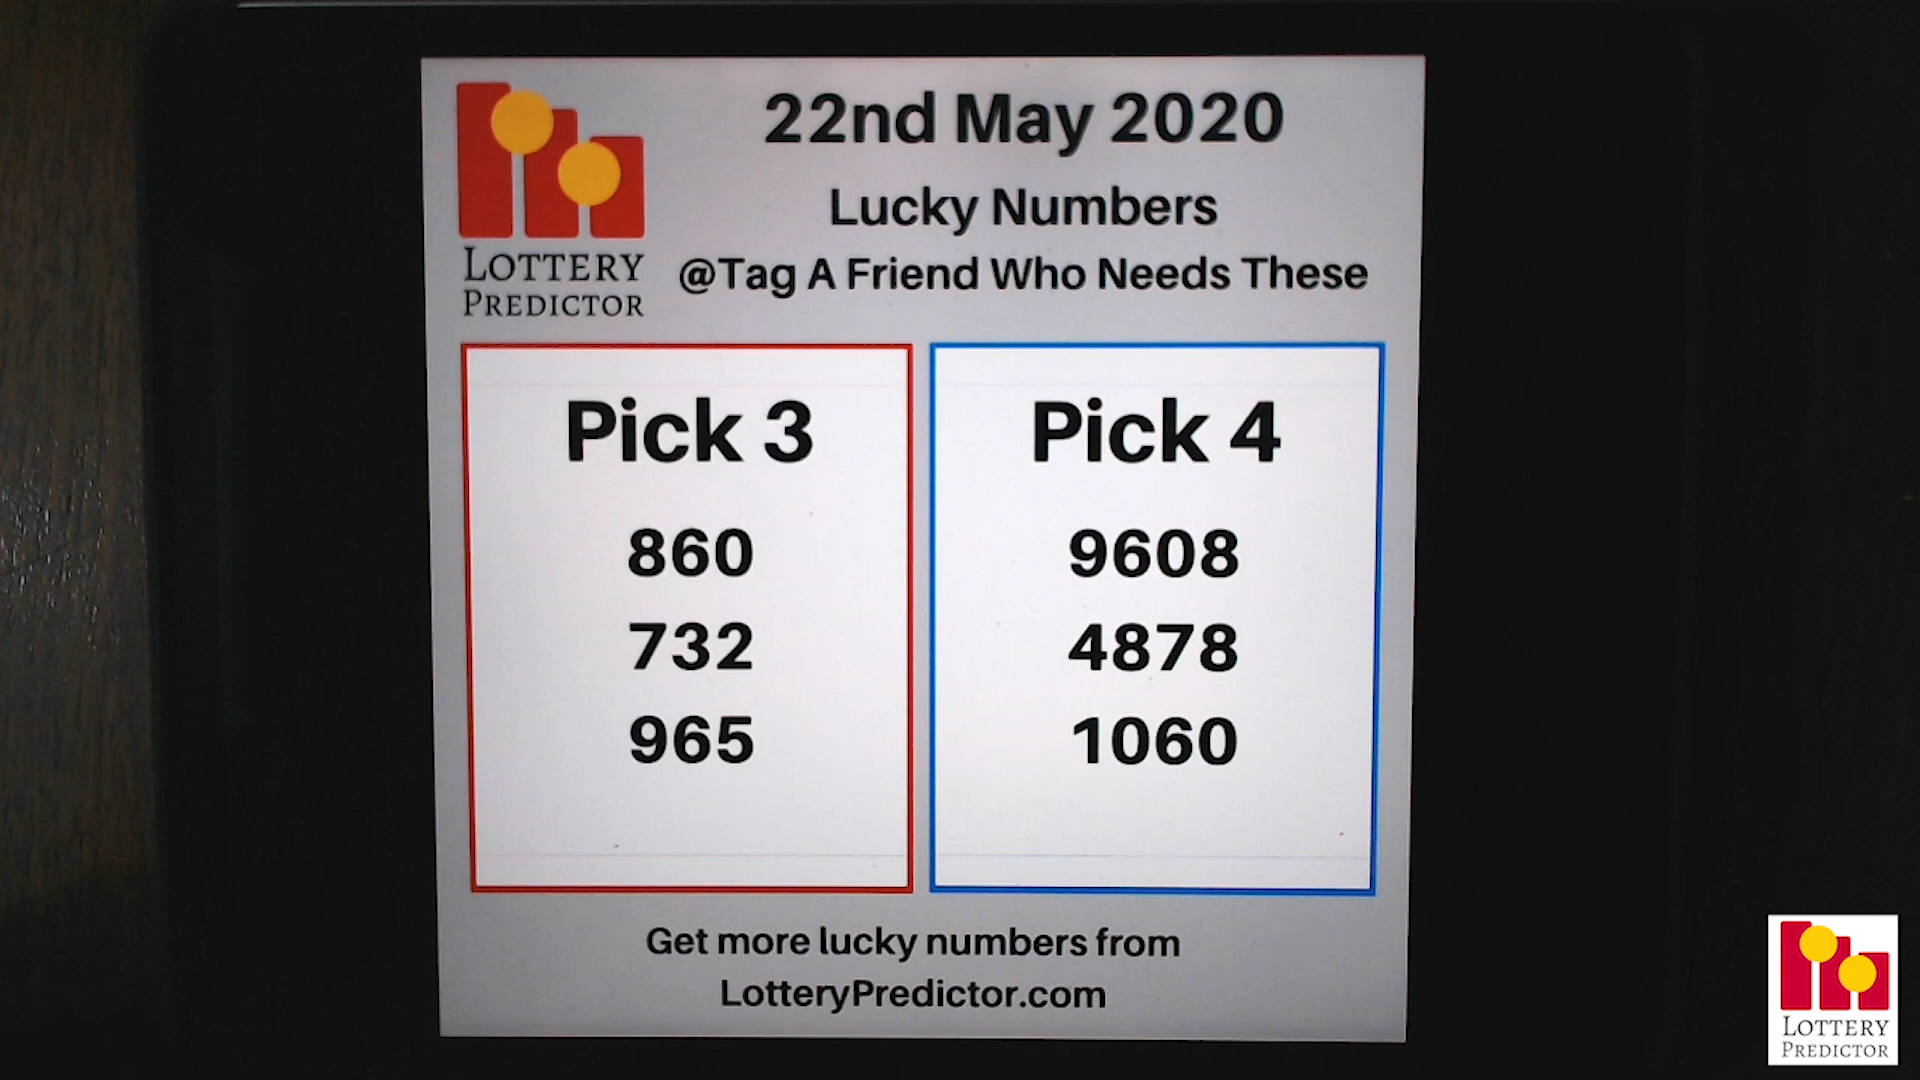 22nd May 2020
Lucky Numbers
@Tag A Friend Who Needs These
LOTTERY
PREDICTOR
Pick 3
860
732
965
Pick 4
9608
4878
1060
Get more lucky numbers from
LotteryPredictor.com
LOTTERY
PREDICTOR